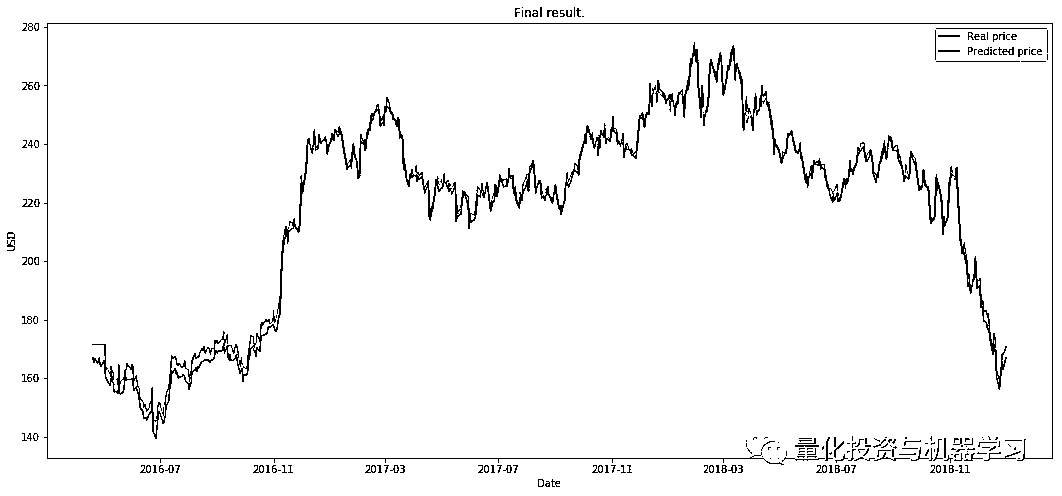 Final result.
Real price
Predicted price
280
260
240
220
200
180
160
140
USD
2016-07
2016-11
2017-03
2017-07
2017-11
2018-03
2018-07
2018-11
Date
量化投资与机器学习